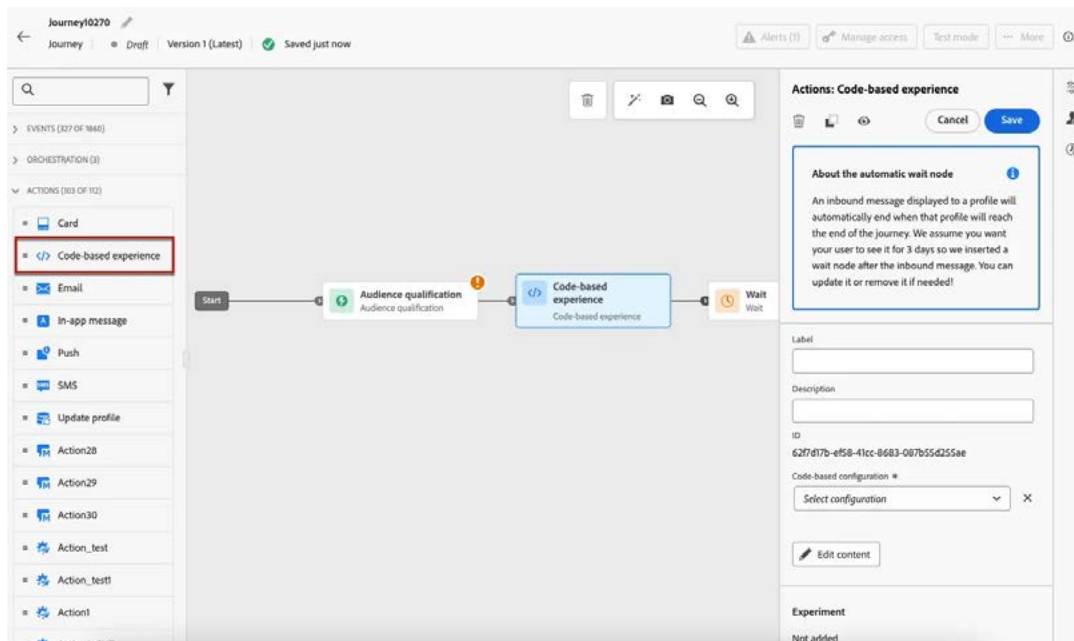 Journey10270
Journey
Draft
Version 1 (Latest)
Saved just now
Alerts (1)
Manage access
Test mode
More
EVENTS (327 OF 1860)
ORCHESTRATION (3)
ACTIONS (103 OF 112)
Card
Code-based experience
Email
In-app message
Push
SMS
Update profile
Action28
Action29
Action30
Action_test
Action_test1
Action1
Start
Audience qualification
Audience qualification
Code-based
experience
Code-based experience
Wait
Wait
Actions: Code-based experience
Cancel
Save
About the automatic wait node
An inbound message displayed to a profile will
automatically end when that profile will reach
the end of the journey. We assume you want
your user to see it for 3 days so we inserted a
wait node after the inbound message. You can
update it or remove it if needed!
Label
Description
ID
62f7d17b-ef58-41cc-8683-087b55d255ae
Code-based configuration *
Select configuration
Edit content
Experiment
Not added